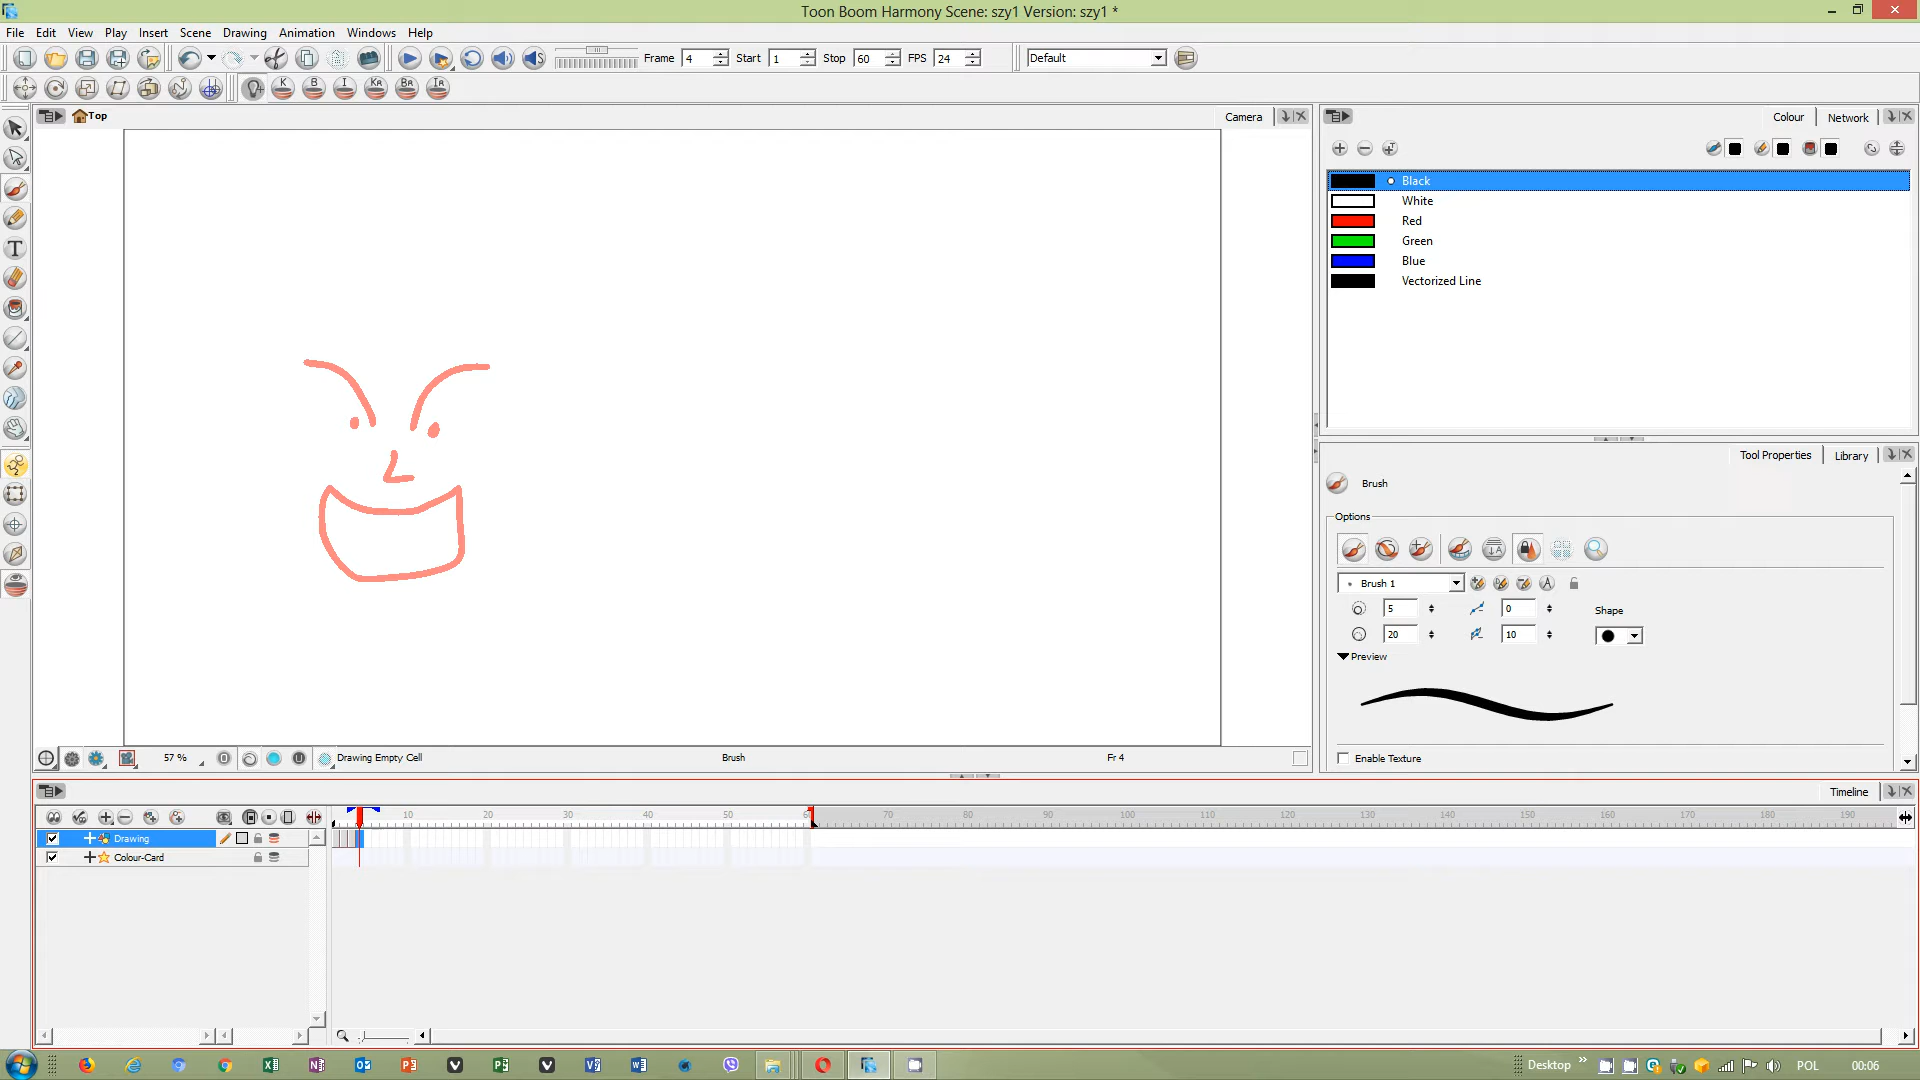 Toon Boom Harmony Scene: szy1 Version: szy1 *
File Edit View Play Insert Scene Drawing Animation Windows Help
Frame 4 Start 1 Stop 60 FPS 24 Default
K B I KR BR IR
Top Camera
Colour Network
Black
White
Red
Green
Blue
Vectorized Line
Tool Properties Library
Brush
Options
Brush 1
5 0 Shape
20 10
Preview
Enable Texture
57 % Drawing Empty Cell Brush Fr 4
Timeline
10 20 30 40 50 60 70 80 90 100 110 120 130 140 150 160 170 180 190
Drawing
Colour-Card
Desktop POL 00:06